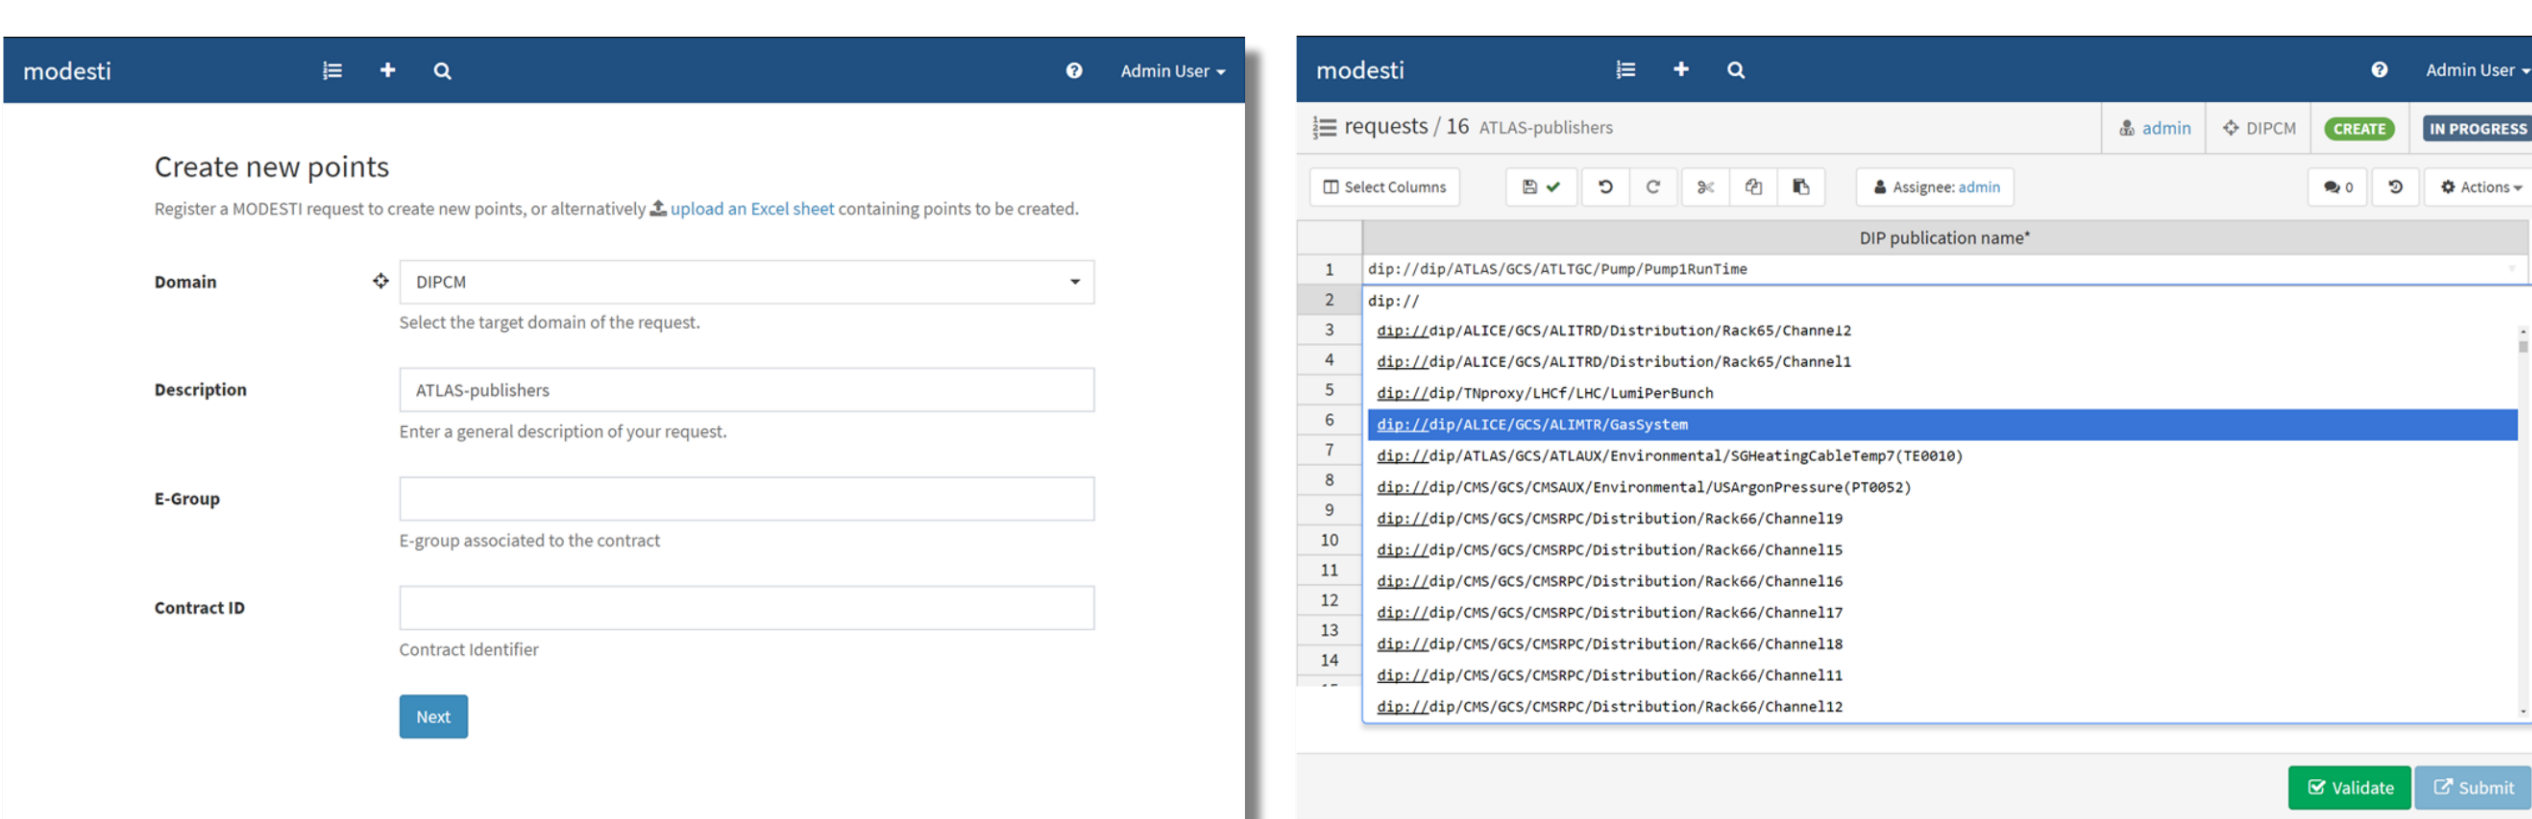 modesti Admin User
Create new points
Register a MODESTI request to create new points, or alternatively upload an Excel sheet containing points to be created.
Domain DIPCM
Select the target domain of the request.
Description ATLAS-publishers
Enter a general description of your request.
E-Group
E-group associated to the contract
Contract ID
Contract Identifier
Next
modesti Admin User
requests / 16 ATLAS-publishers admin DIPCM CREATE IN PROGRESS
Select Columns Assignee: admin 0 Actions
DIP publication name*
1 dip://dip/ATLAS/GCS/ATLTGC/Pump/Pump1RunTime
2 dip://
3 dip://dip/ALICE/GCS/ALITRD/Distribution/Rack65/Channel2
4 dip://dip/ALICE/GCS/ALITRD/Distribution/Rack65/Channel1
5 dip://dip/TNproxy/LHCf/LHC/LumiPerBunch
6 dip://dip/ALICE/GCS/ALIMTR/GasSystem
7 dip://dip/ATLAS/GCS/ATLAUX/Environmental/SGHeatingCableTemp7(TE0010)
8 dip://dip/CMS/GCS/CMSAUX/Environmental/USArgonPressure(PT0052)
9 dip://dip/CMS/GCS/CMSRPC/Distribution/Rack66/Channel19
10 dip://dip/CMS/GCS/CMSRPC/Distribution/Rack66/Channel15
11 dip://dip/CMS/GCS/CMSRPC/Distribution/Rack66/Channel16
12 dip://dip/CMS/GCS/CMSRPC/Distribution/Rack66/Channel17
13 dip://dip/CMS/GCS/CMSRPC/Distribution/Rack66/Channel18
14 dip://dip/CMS/GCS/CMSRPC/Distribution/Rack66/Channel11
dip://dip/CMS/GCS/CMSRPC/Distribution/Rack66/Channel12
Validate Submit